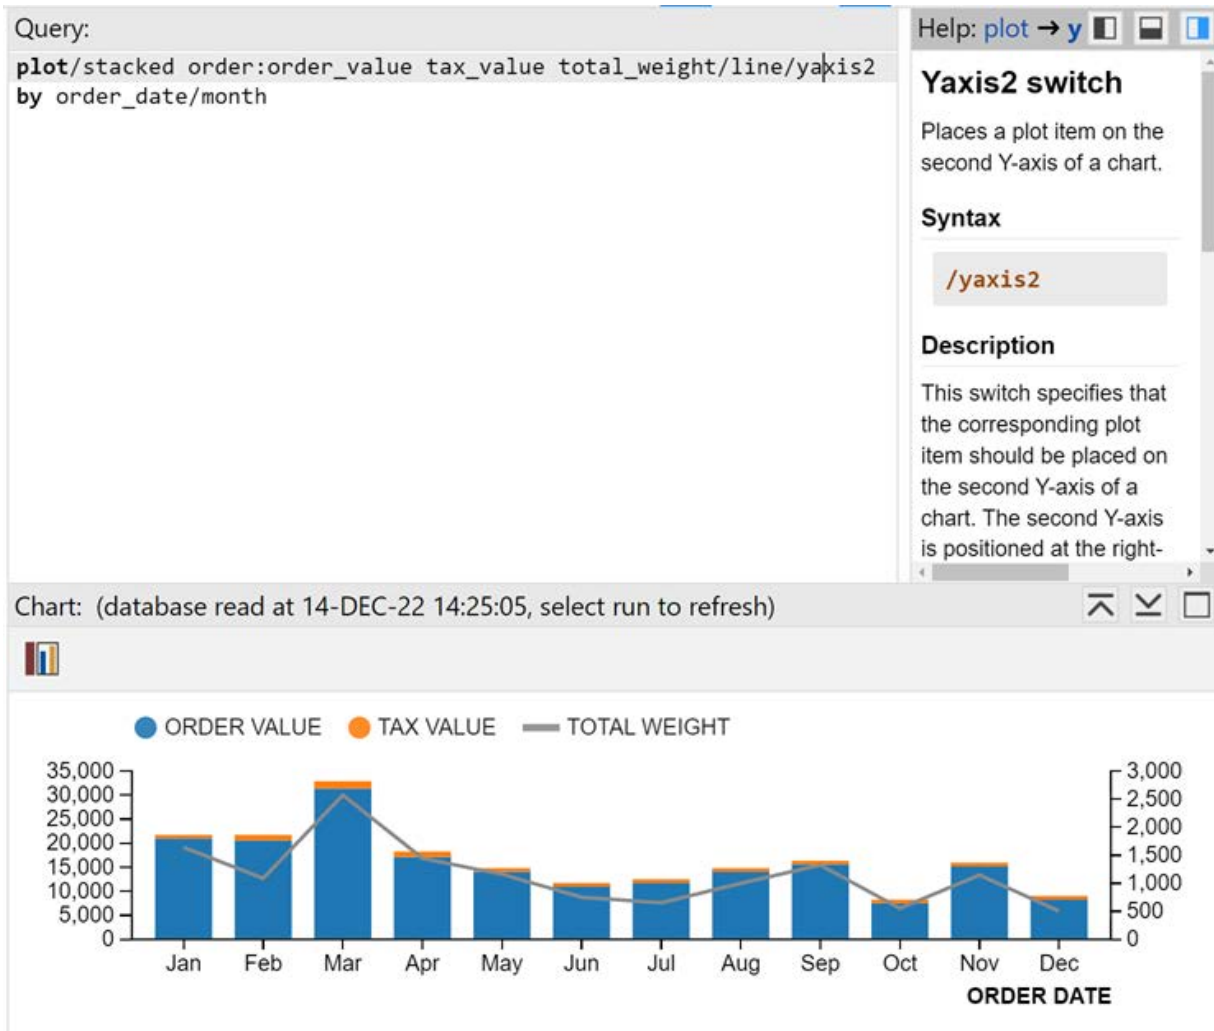 Query:
plot/stacked order:order_value tax_value total_weight/line/yaxis2
by order_date/month
Help: plot → y
Yaxis2 switch
Places a plot item on the
second Y-axis of a chart.
Syntax
/yaxis2
Description
This switch specifies that
the corresponding plot
item should be placed on
the second Y-axis of a
chart. The second Y-axis
is positioned at the right-
Chart: (database read at 14-DEC-22 14:25:05, select run to refresh)
ORDER VALUE TAX VALUE TOTAL WEIGHT
35,000 3,000
30,000 2,500
25,000 2,000
20,000 1,500
15,000 1,000
10,000 500
5,000 0
0
Jan Feb Mar Apr May Jun Jul Aug Sep Oct Nov Dec
ORDER DATE